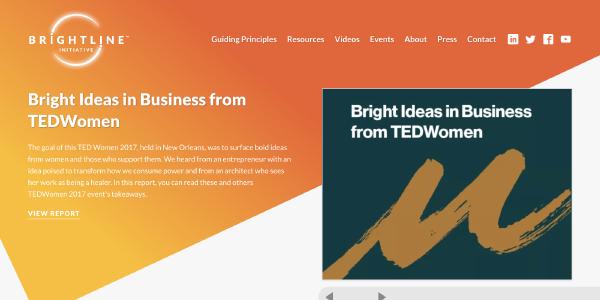 BRIGHTLINE™
INITIATIVE
Guiding Principles Resources Videos Events About Press Contact
Bright Ideas in Business from
TEDWomen
The goal of this TED Women 2017, held in New Orleans, was to surface bold ideas
from women and those who support them. We heard from an entrepreneur with an
idea poised to transform how we consume power and from an architect who sees
her work as being a healer. In this report, you can read these and others
TEDWomen 2017 event's takeaways.
VIEW REPORT
Bright Ideas in Business
from TEDWomen